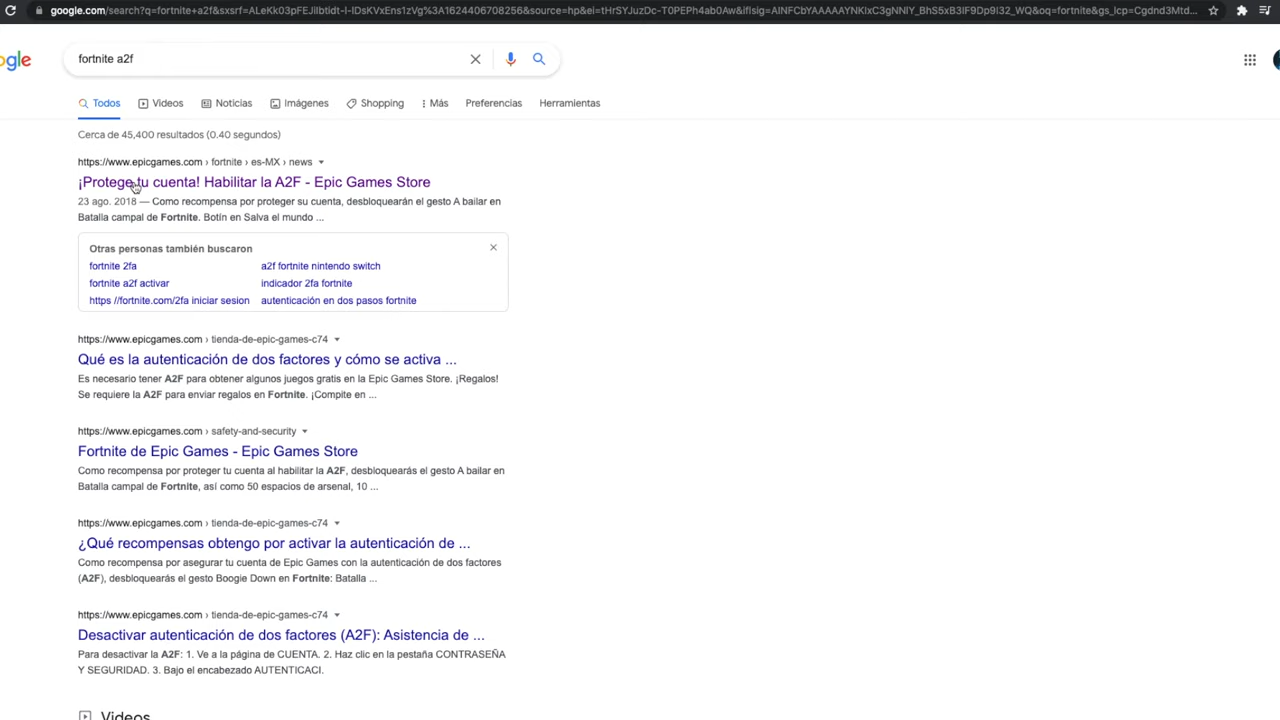 google.com/search?q=fortnite+a2f&sxsrf=ALeKk03pFEJiIbtidt-I-IDsKVxEns1zVg%3A1624406708256&source=hp&ei=tHrSYJuzDc-T0PEPh4ab0Aw&iflsig=AINFCbYAAAAAYNKIxC3gNNIY_BhS5xB3IF9Dp9I32_WQ&oq=fortnite&gs_lcp=Cgdnd3Mtd...
ogle
fortnite a2f
Todos
Videos
Noticias
Imágenes
Shopping
Más
Preferencias
Herramientas
Cerca de 45,400 resultados (0.40 segundos)
https://www.epicgames.com › fortnite › es-MX › news
¡Protege tu cuenta! Habilitar la A2F - Epic Games Store
23 ago. 2018 — Como recompensa por proteger su cuenta, desbloquearán el gesto A bailar en
Batalla campal de Fortnite. Botín en Salva el mundo ...
Otras personas también buscaron
fortnite 2fa
a2f fortnite nintendo switch
fortnite a2f activar
indicador 2fa fortnite
https //fortnite.com/2fa iniciar sesion
autenticación en dos pasos fortnite
https://www.epicgames.com › tienda-de-epic-games-c74
Qué es la autenticación de dos factores y cómo se activa ...
Es necesario tener A2F para obtener algunos juegos gratis en la Epic Games Store. ¡Regalos!
Se requiere la A2F para enviar regalos en Fortnite. ¡Compite en ...
https://www.epicgames.com › safety-and-security
Fortnite de Epic Games - Epic Games Store
Como recompensa por proteger tu cuenta al habilitar la A2F, desbloquearás el gesto A bailar en
Batalla campal de Fortnite, así como 50 espacios de arsenal, 10 ...
https://www.epicgames.com › tienda-de-epic-games-c74
¿Qué recompensas obtengo por activar la autenticación de ...
Como recompensa por asegurar tu cuenta de Epic Games con la autenticación de dos factores
(A2F), desbloquearás el gesto Boogie Down en Fortnite: Batalla ...
https://www.epicgames.com › tienda-de-epic-games-c74
Desactivar autenticación de dos factores (A2F): Asistencia de ...
Para desactivar la A2F: 1. Ve a la página de CUENTA. 2. Haz clic en la pestaña CONTRASEÑA
Y SEGURIDAD. 3. Bajo el encabezado AUTENTICACI.
Videos